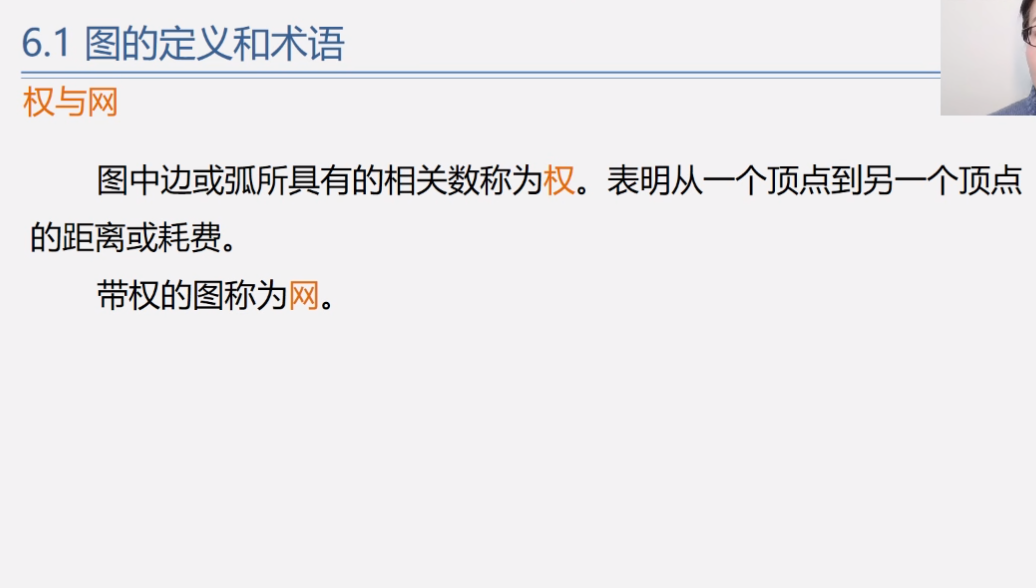 6.1 图的定义和术语
权与网
图中边或弧所具有的相关数称为权。表明从一个顶点到另一个顶点
的距离或耗费。
带权的图称为网。